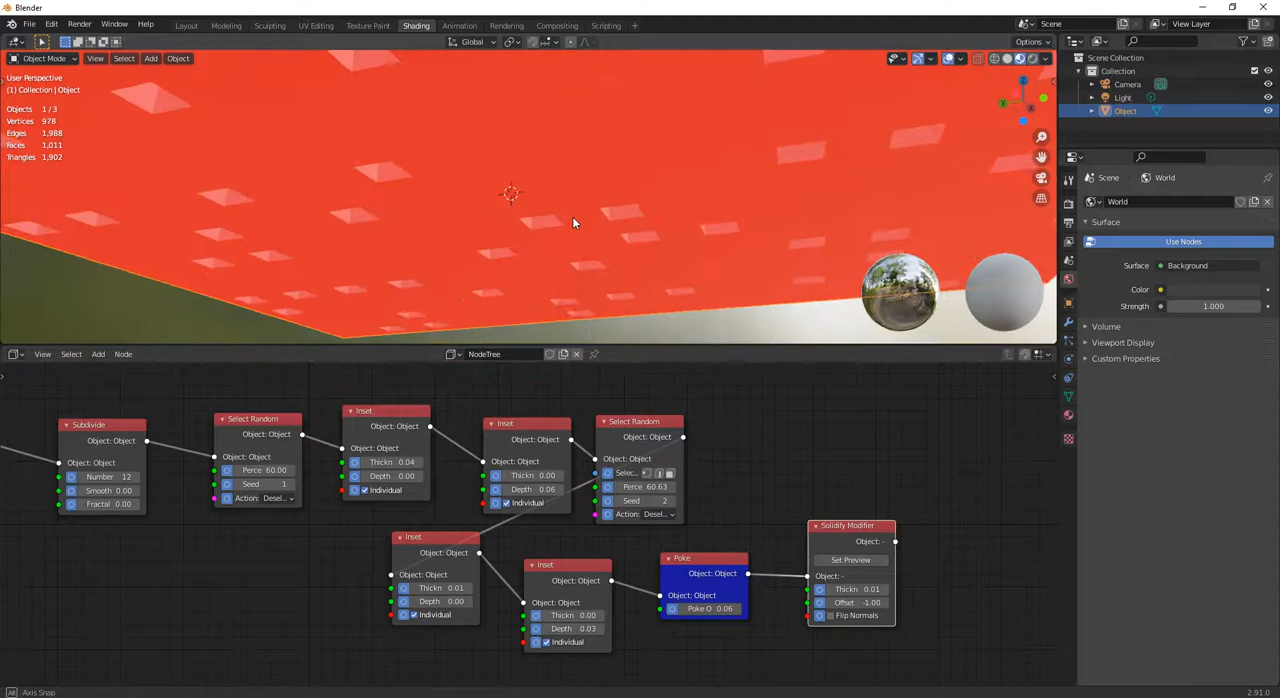 Blender
File Edit Render Window Help
Layout Modeling Sculpting UV Editing Texture Paint Shading Animation Rendering Compositing Scripting +
Scene View Layer
Global Options
Object Mode View Select Add Object
User Perspective
(1) Collection | Object
Objects 1 / 3
Vertices 978
Edges 1,988
Faces 1,011
Triangles 1,902
Z
Y
X
Scene Collection
Collection
Camera
Light
Object
Scene World
World
Surface
Use Nodes
Surface Background
Color
Strength 1.000
Volume
Viewport Display
Custom Properties
View Select Add Node NodeTree
Subdivide
Object: Object
Object: Object
Number 12
Smooth 0.00
Fractal 0.00
Select Random
Object: Object
Object: Object
Perce 60.00
Seed 1
Action: Desel...
Inset
Object: Object
Object: Object
Thickn 0.04
Depth 0.00
Individual
Inset
Object: Object
Object: Object
Thickn 0.00
Depth 0.06
Individual
Select Random
Object: Object
Object: Object
Selec...
Perce 60.63
Seed 2
Action: Desel...
Inset
Object: Object
Object: Object
Thickn 0.01
Depth 0.00
Individual
Inset
Object: Object
Object: Object
Thickn 0.00
Depth 0.03
Individual
Poke
Object: Object
Object: Object
Poke O 0.06
Solidify Modifier
Object: -
Set Preview
Object: -
Thickn 0.01
Offset -1.00
Flip Normals
Axis Snap 2.91.0